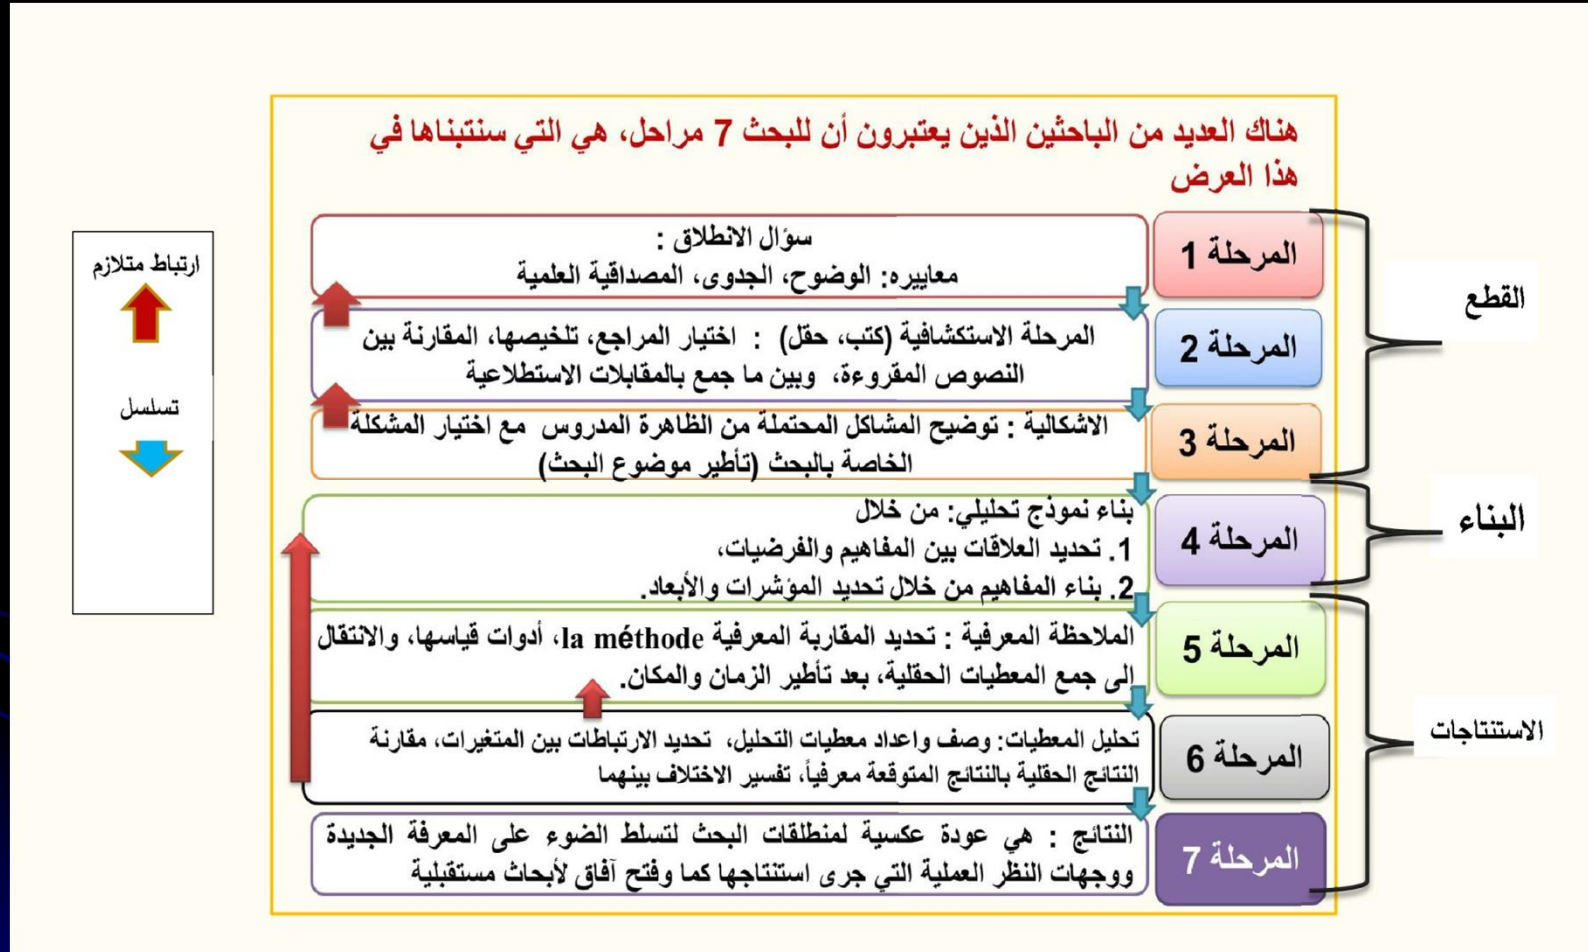 هناك العديد من الباحثين الذين يعتبرون أن للبحث 7 مراحل، هي التي سنتبناها في
هذا العرض
المرحلة 1
سؤال الانطلاق :
معاييره: الوضوح، الجدوى، المصداقية العلمية
المرحلة 2
المرحلة الاستكشافية (كتب، حقل) : اختيار المراجع، تلخيصها، المقارنة بين
النصوص المقروءة، وبين ما جمع بالمقابلات الاستطلاعية
المرحلة 3
الاشكالية : توضيح المشاكل المحتملة من الظاهرة المدروس مع اختيار المشكلة
الخاصة بالبحث (تأطير موضوع البحث)
المرحلة 4
بناء نموذج تحليلي: من خلال
1. تحديد العلاقات بين المفاهيم والفرضيات،
2. بناء المفاهيم من خلال تحديد المؤشرات والأبعاد.
المرحلة 5
الملاحظة المعرفية : تحديد المقاربة المعرفية la méthode، أدوات قياسها، والانتقال
الى جمع المعطيات الحقلية، بعد تأطير الزمان والمكان.
المرحلة 6
تحليل المعطيات: وصف واعداد معطيات التحليل، تحديد الارتباطات بين المتغيرات، مقارنة
النتائج الحقلية بالنتائج المتوقعة معرفياً، تفسير الاختلاف بينهما
المرحلة 7
النتائج : هي عودة عكسية لمنطلقات البحث لتسلط الضوء على المعرفة الجديدة
ووجهات النظر العملية التي جرى استنتاجها كما وفتح آفاق لأبحاث مستقبلية
القطع
البناء
الاستنتاجات
ارتباط متلازم
تسلسل